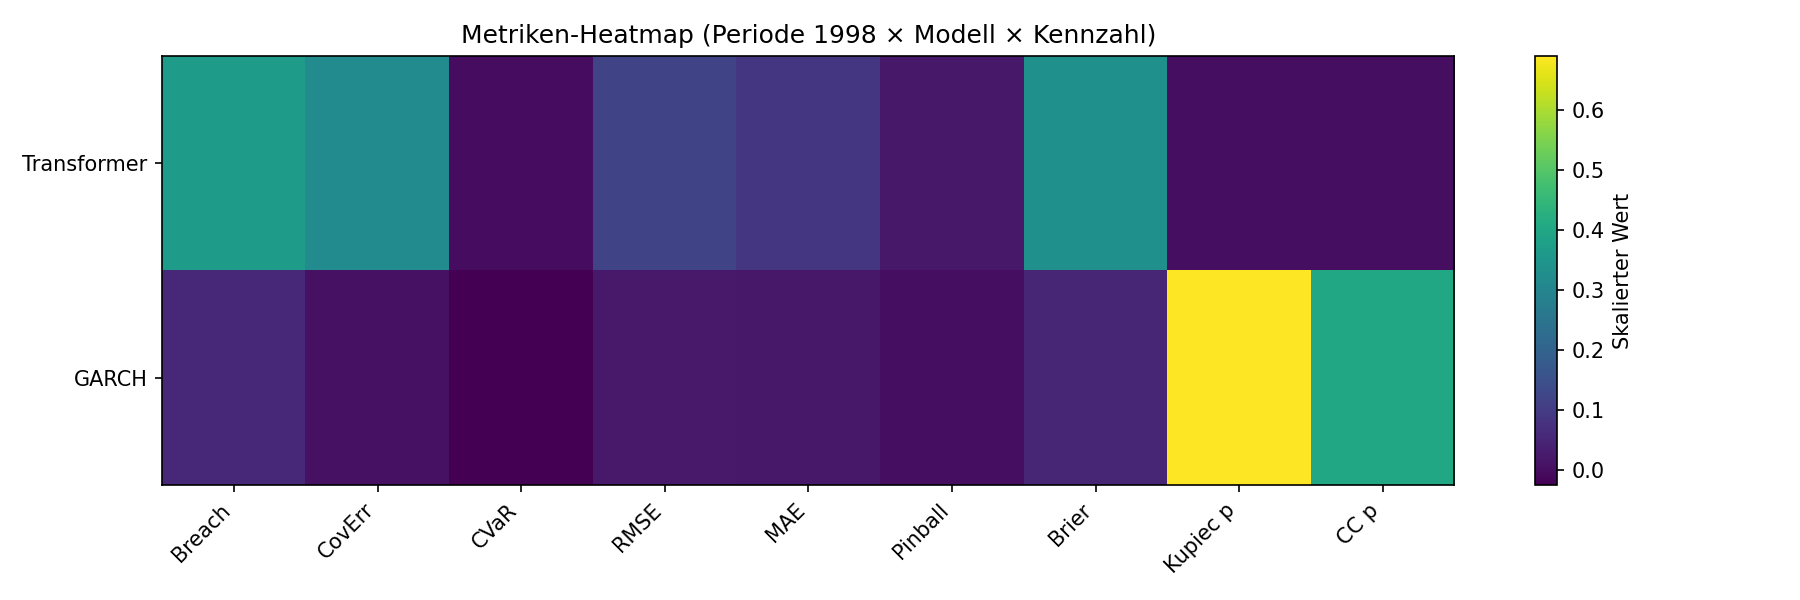 Metriken-Heatmap (Periode 1998 × Modell × Kennzahl)
Transformer
GARCH
Breach
CovErr
CVaR
RMSE
MAE
Pinball
Brier
Kupiec p
CC p
0.6
0.5
0.4
0.3
0.2
0.1
0.0
Skalierter Wert